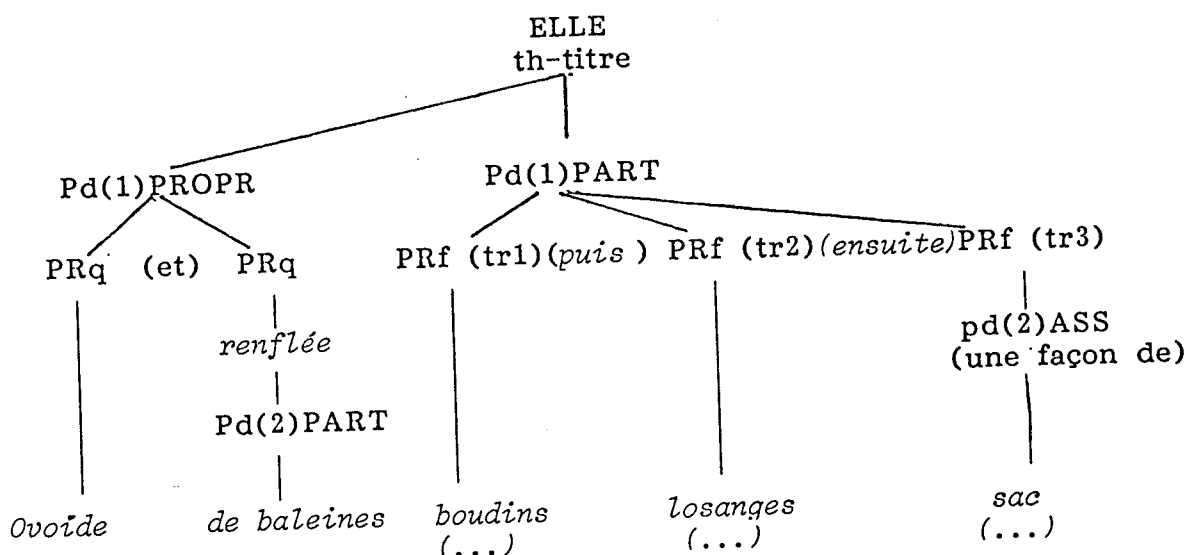 ELLE
th-titre
Pd(1)PROPR Pd(1)PART
PRq (et) PRq PRf (tr1)(puis ) PRf (tr2)(ensuite)PRf (tr3)
renflée pd(2)ASS
(une façon de)
Pd(2)PART
Ovoïde de baleines boudins losanges sac
(...) (...) (...)